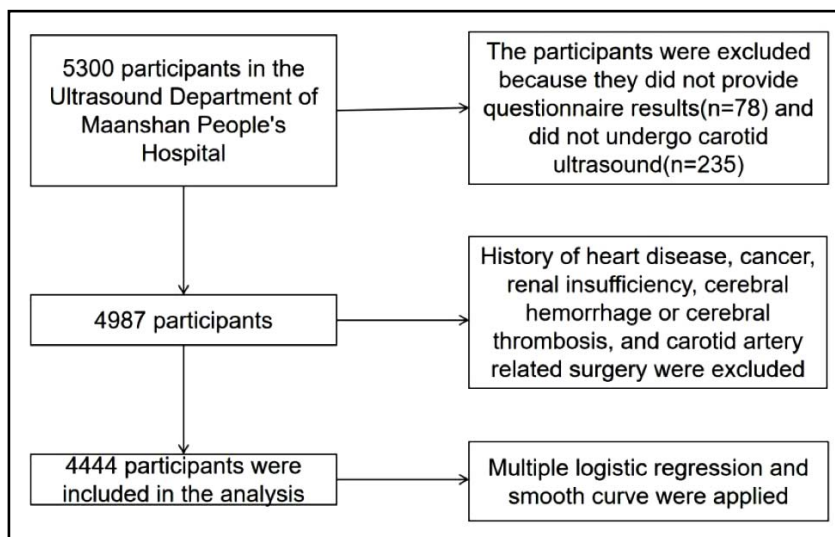 5300 participants in the
Ultrasound Department of
Maanshan People's
Hospital
The participants were excluded
because they did not provide
questionnaire results(n=78) and
did not undergo carotid
ultrasound(n=235)
4987 participants
History of heart disease, cancer,
renal insufficiency, cerebral
hemorrhage or cerebral
thrombosis, and carotid artery
related surgery were excluded
4444 participants were
included in the analysis
Multiple logistic regression and
smooth curve were applied